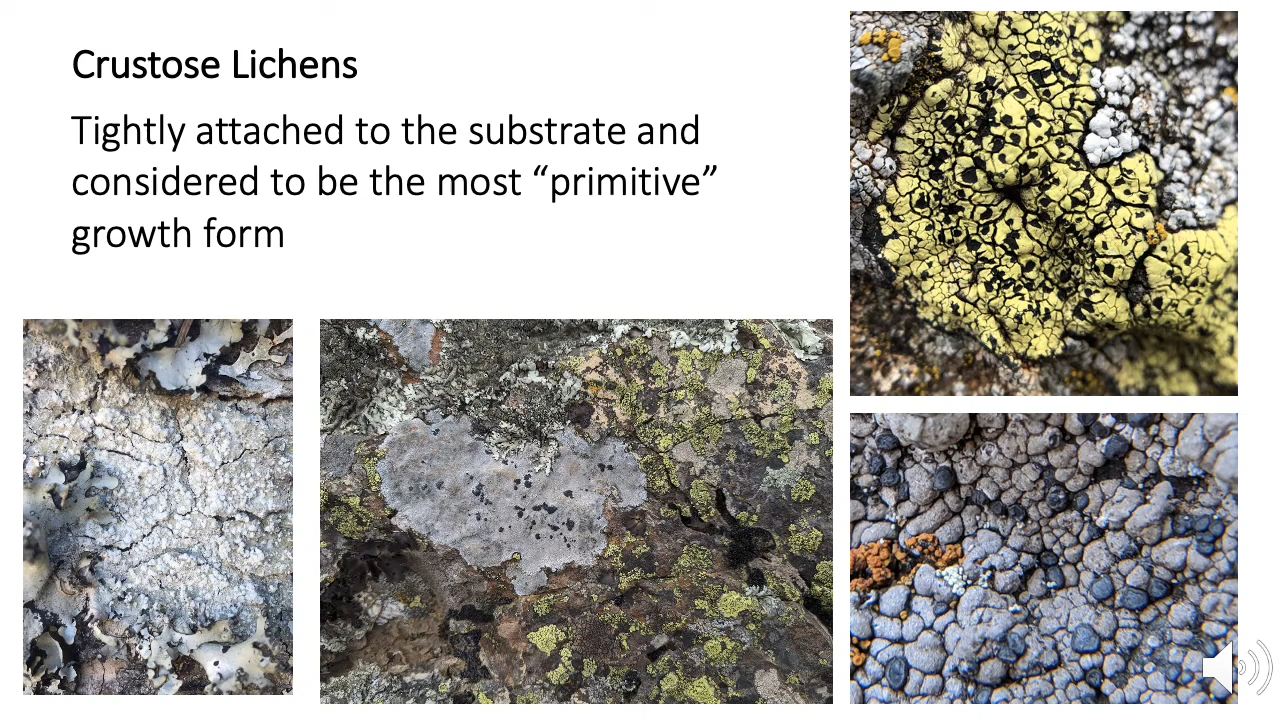 Crustose Lichens
Tightly attached to the substrate and
considered to be the most “primitive”
growth form